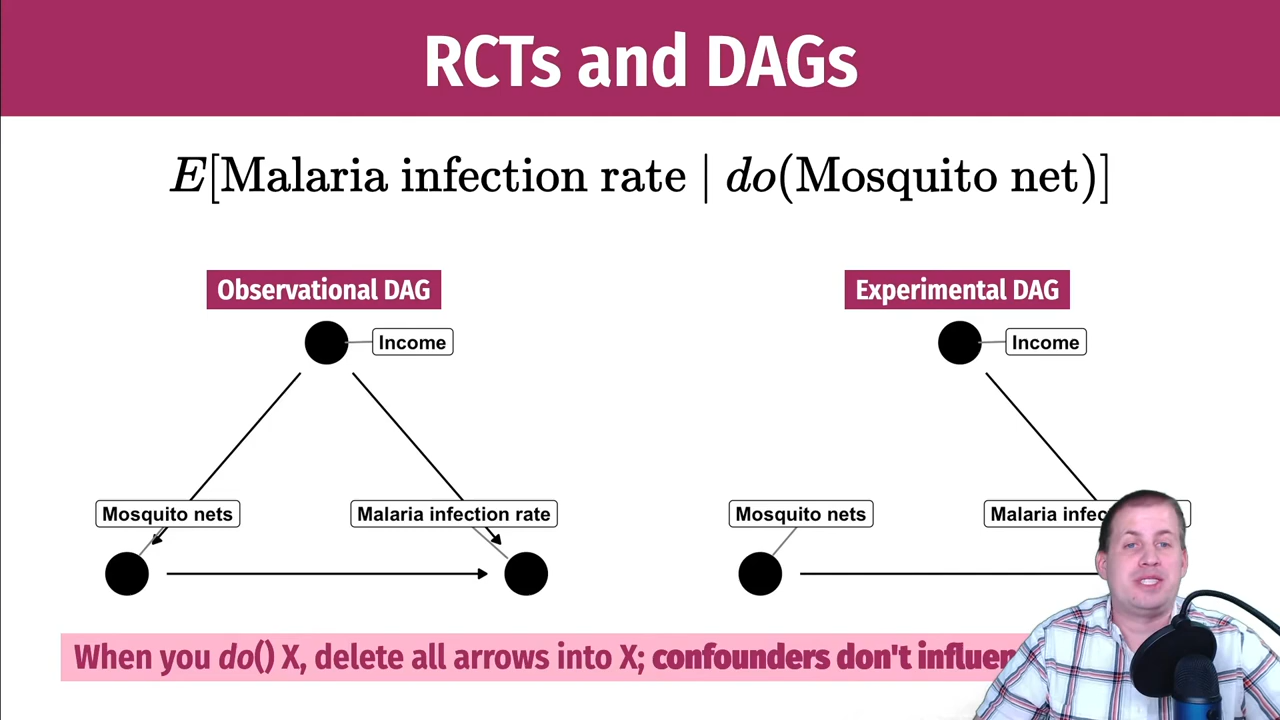 RCTs and DAGs
E[Malaria infection rate | do(Mosquito net)]
Observational DAG
Experimental DAG
Income
Income
Mosquito nets
Malaria infection rate
Mosquito nets
Malaria
When you do() X, delete all arrows into X; confounders don't